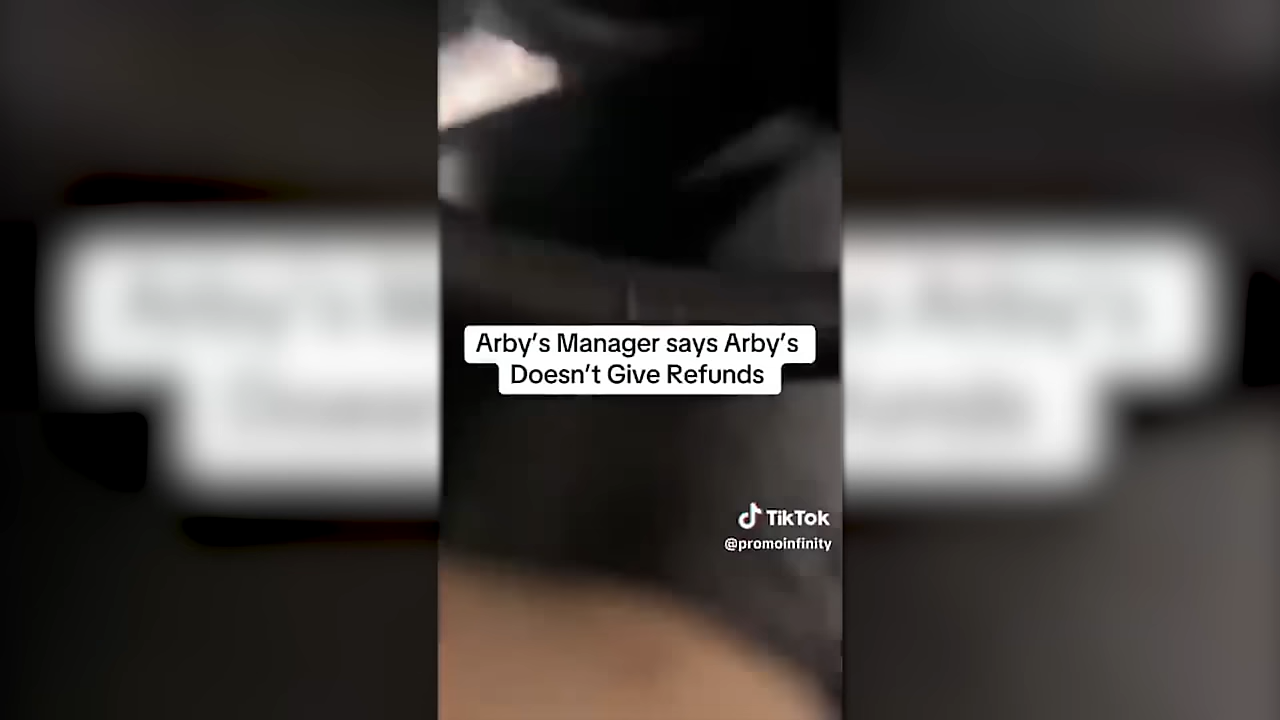 Arby’s Manager says Arby’s
Doesn’t Give Refunds
TikTok
@promoinfinity